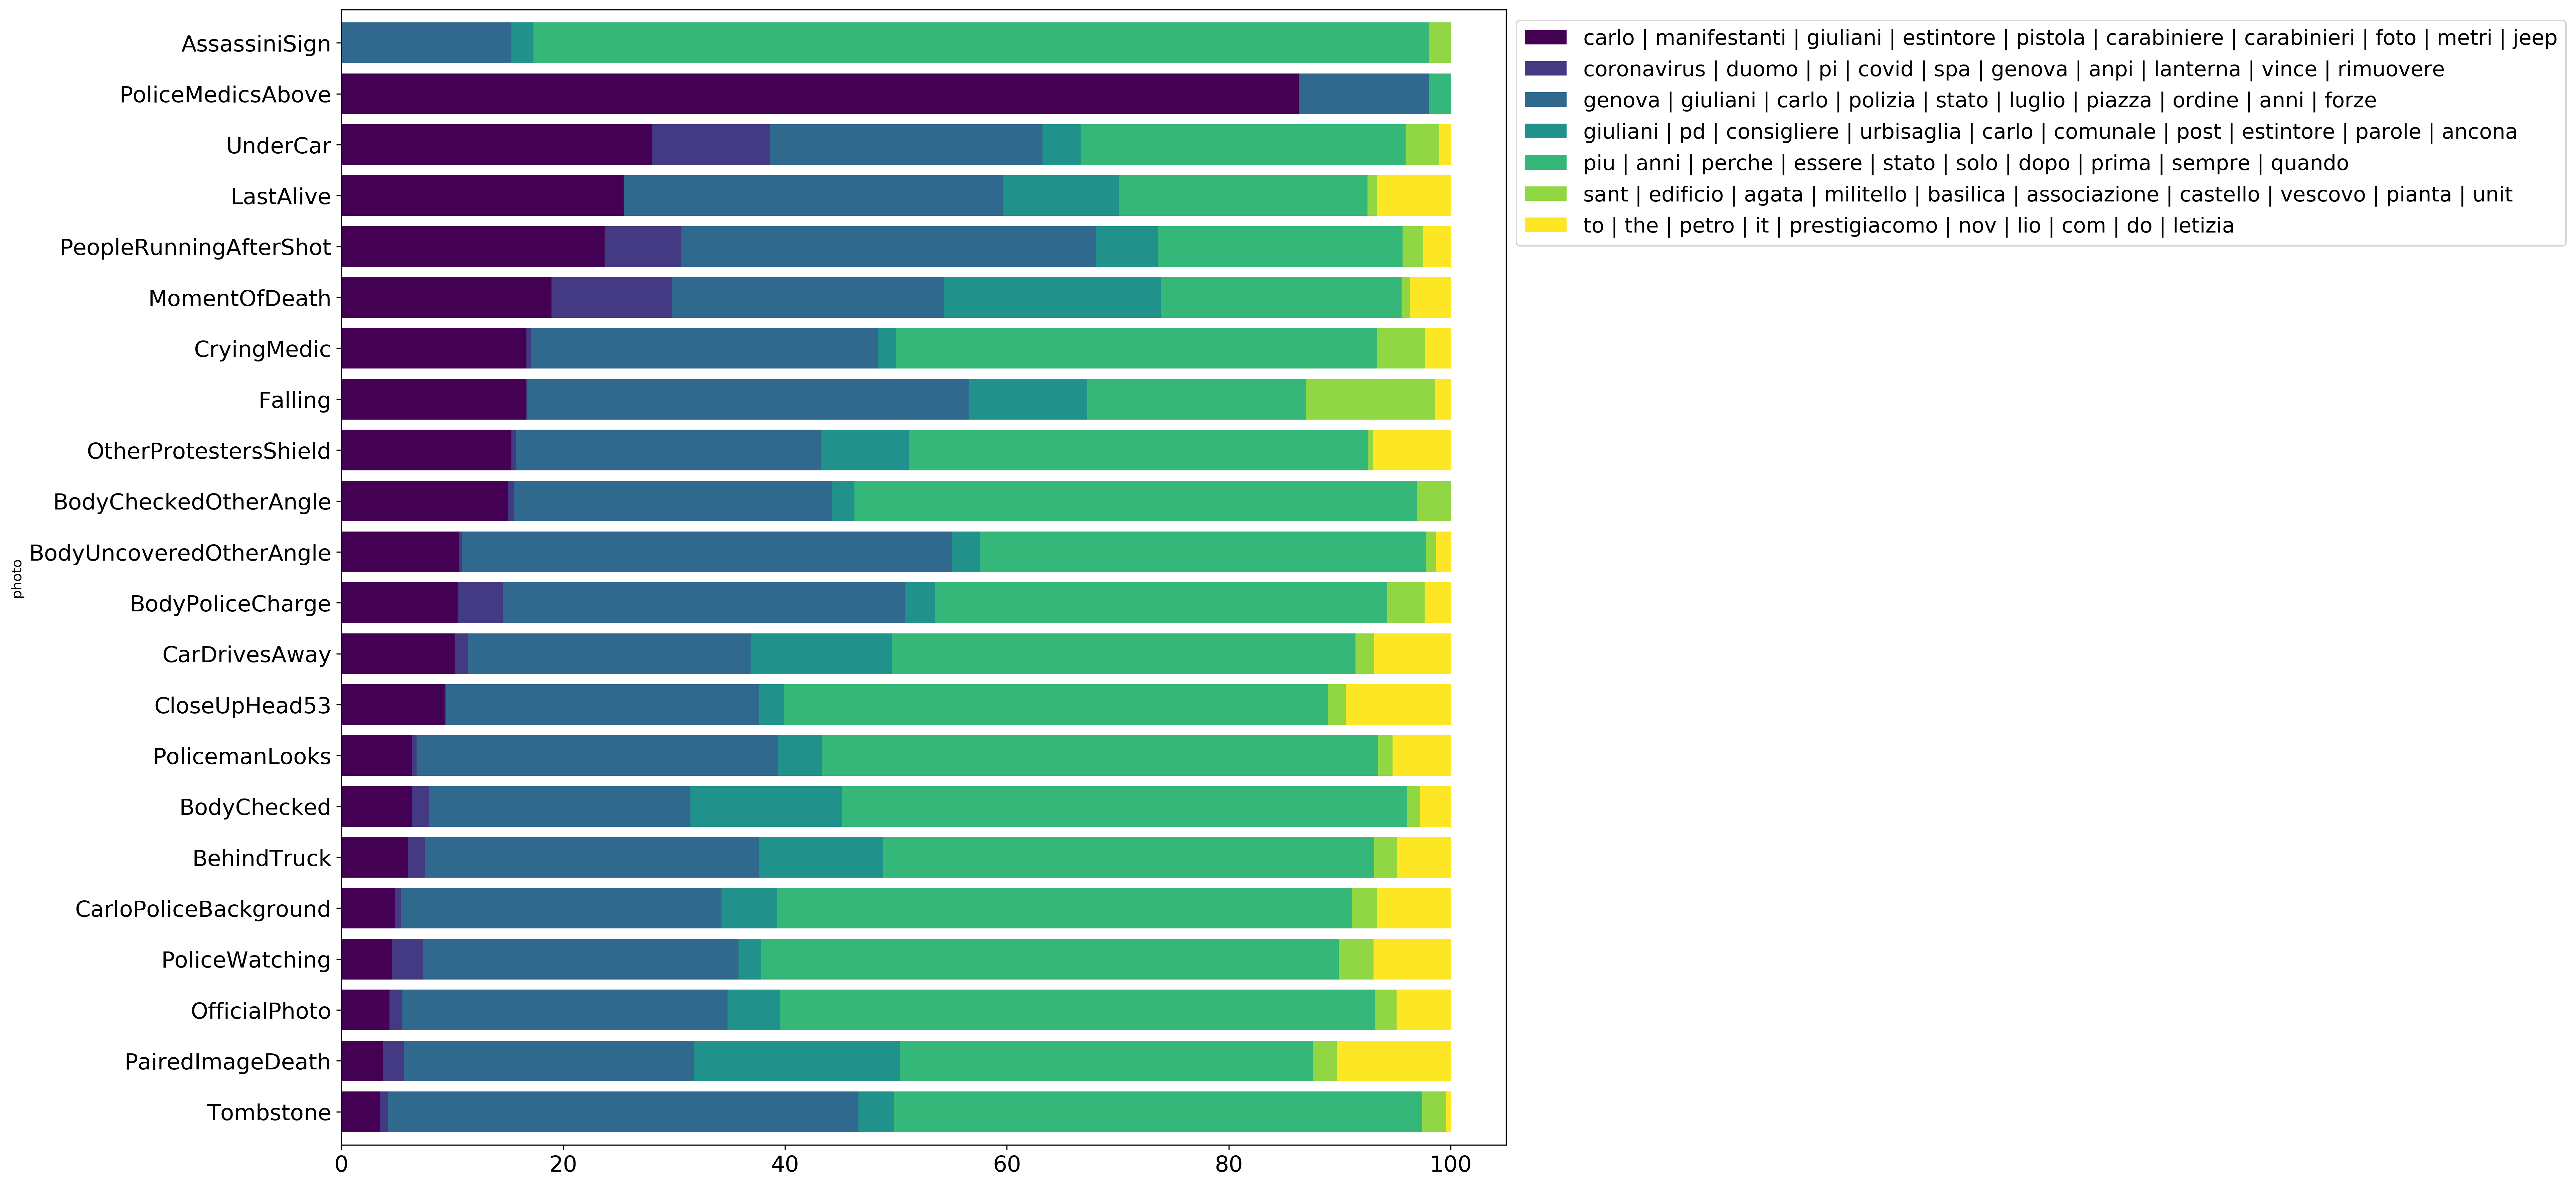 AssassiniSign
PoliceMedicsAbove
UnderCar
LastAlive
PeopleRunningAfterShot
MomentOfDeath
CryingMedic
Falling
OtherProtestersShield
BodyCheckedOtherAngle
BodyUncoveredOtherAngle
BodyPoliceCharge
CarDrivesAway
CloseUpHead53
PolicemanLooks
BodyChecked
BehindTruck
CarloPoliceBackground
PoliceWatching
OfficialPhoto
PairedImageDeath
Tombstone
photo
0 20 40 60 80 100
carlo | manifestanti | giuliani | estintore | pistola | carabiniere | carabinieri | foto | metri | jeep
coronavirus | duomo | pi | covid | spa | genova | anpi | lanterna | vince | rimuovere
genova | giuliani | carlo | polizia | stato | luglio | piazza | ordine | anni | forze
giuliani | pd | consigliere | urbisaglia | carlo | comunale | post | estintore | parole | ancona
piu | anni | perche | essere | stato | solo | dopo | prima | sempre | quando
sant | edificio | agata | militello | basilica | associazione | castello | vescovo | pianta | unit
to | the | petro | it | prestigiacomo | nov | lio | com | do | letizia